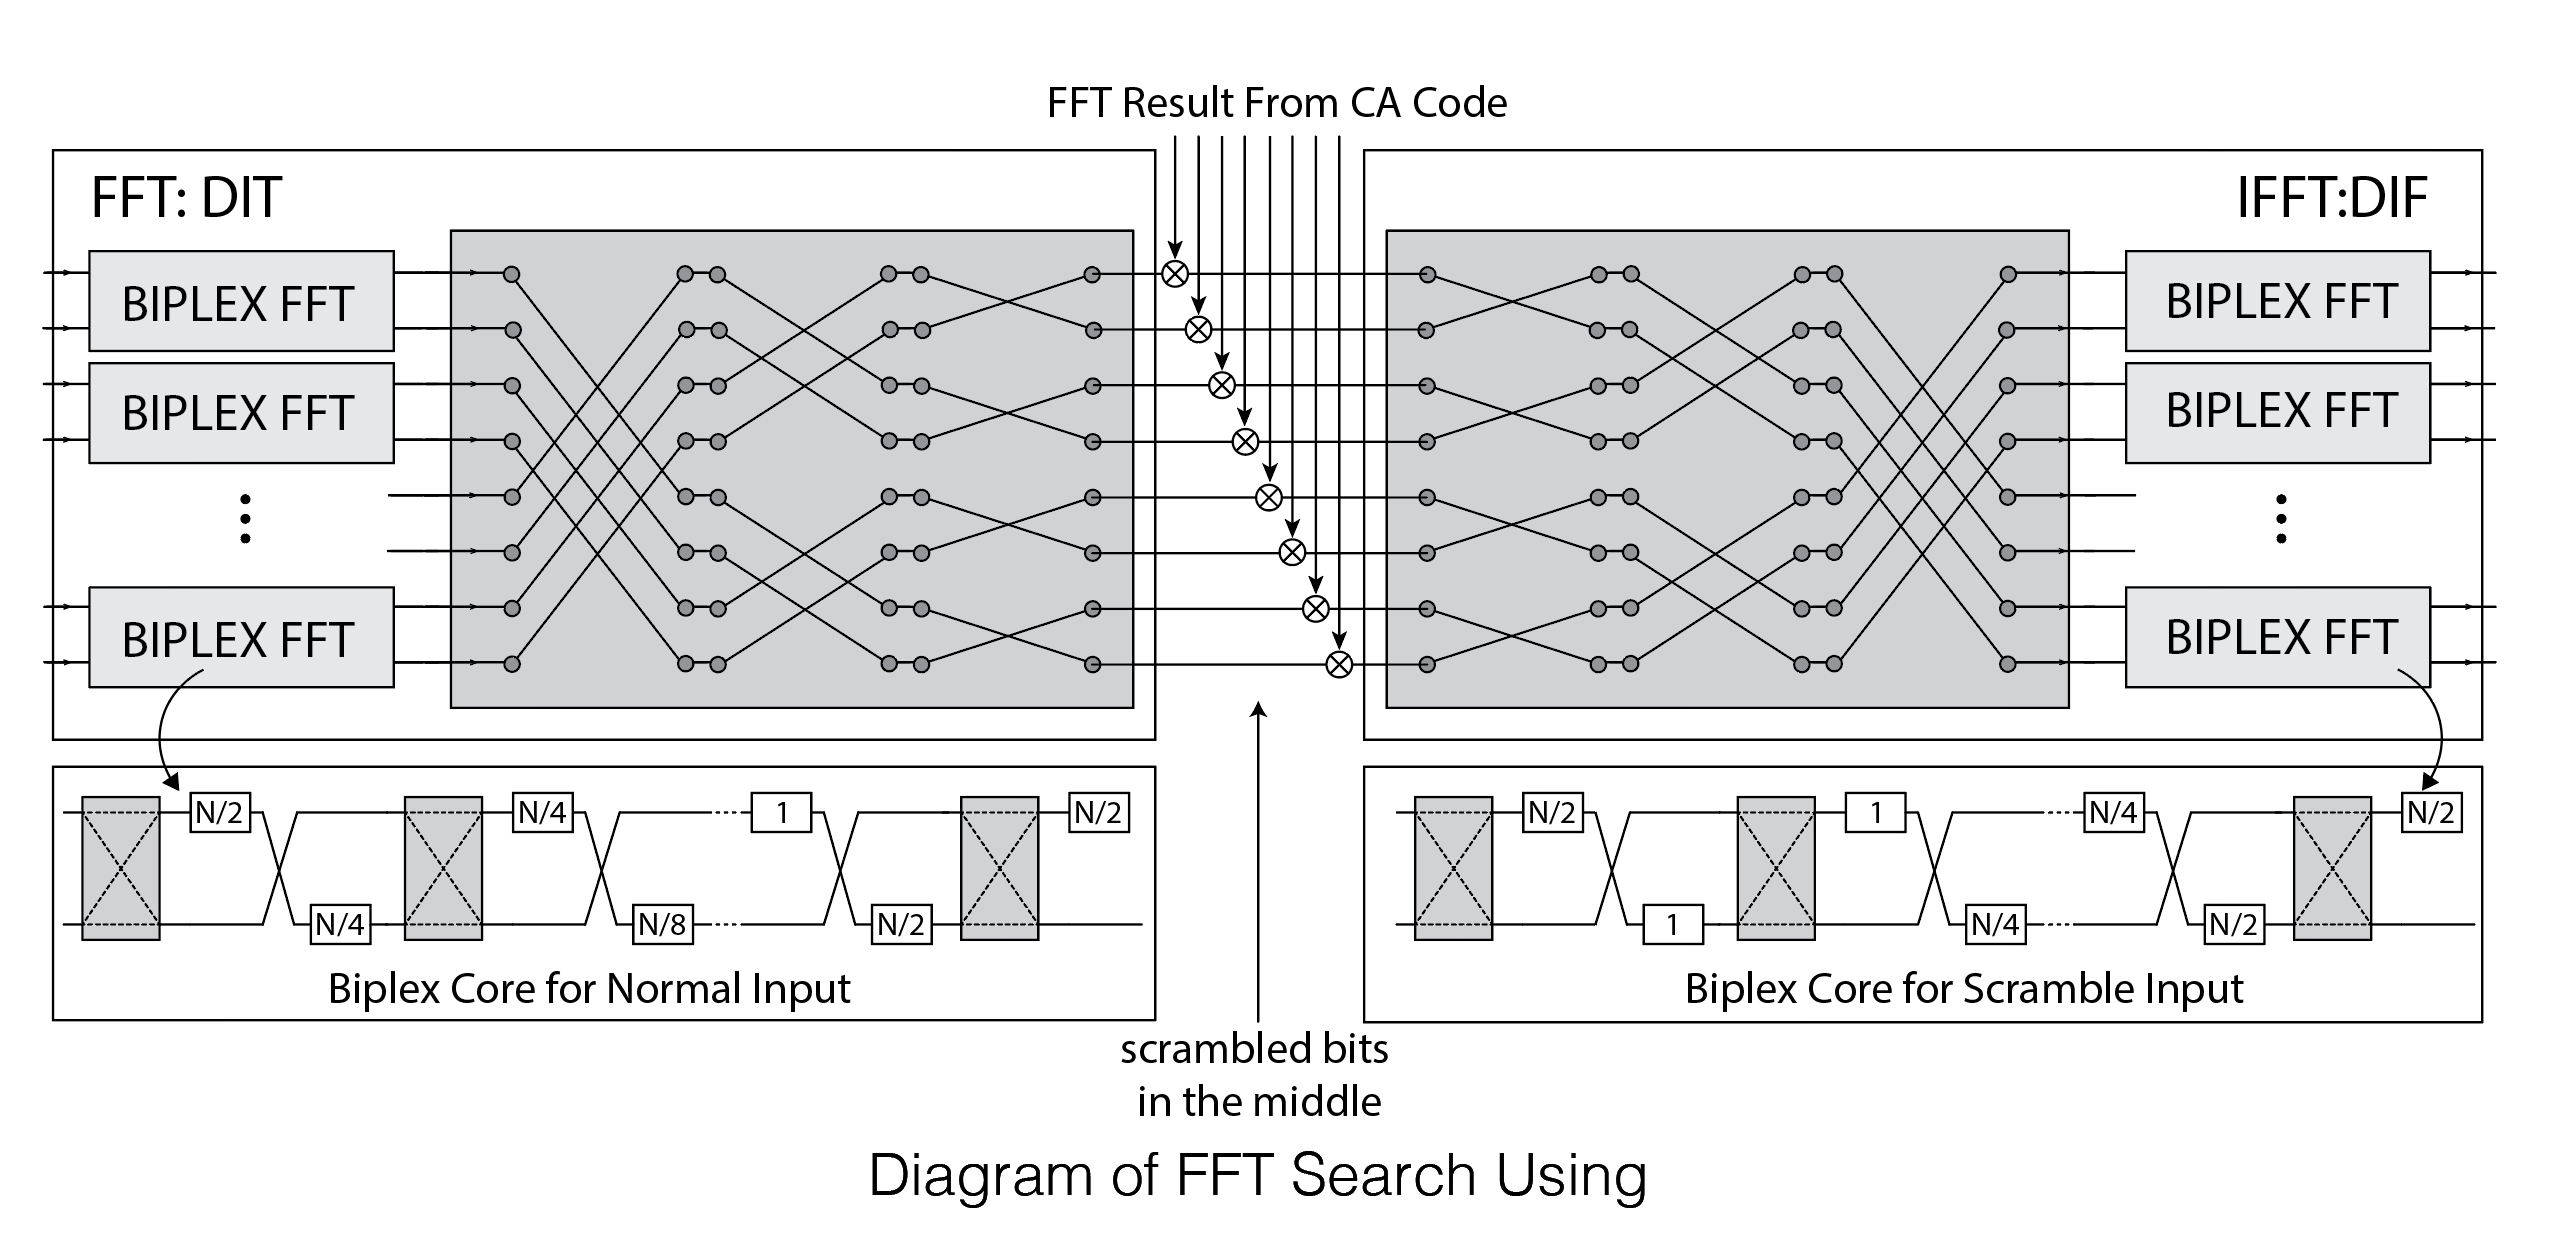 FFT Result From CA Code
FFT: DIT
IFFT:DIF
BIPLEX FFT
BIPLEX FFT
BIPLEX FFT
BIPLEX FFT
BIPLEX FFT
BIPLEX FFT
N/2
N/4
1
N/2
N/4
N/8
N/2
Biplex Core for Normal Input
N/2
1
N/4
N/2
1
N/4
N/2
Biplex Core for Scramble Input
scrambled bits
in the middle
Diagram of FFT Search Using